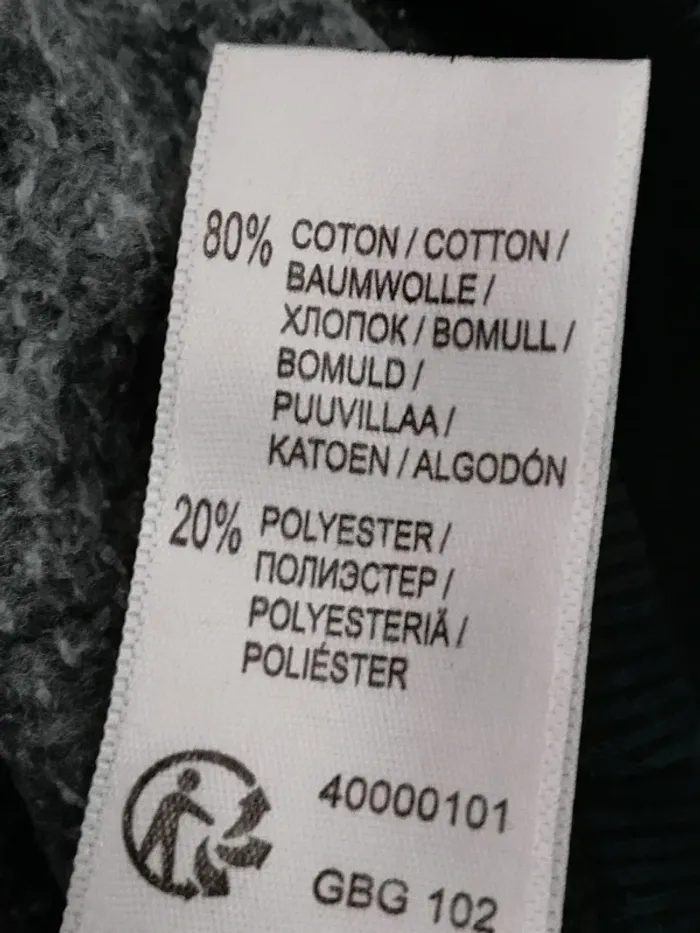 80% COTON / COTTON /
BAUMWOLLE /
ХЛОПОК / BOMULL /
BOMULD /
PUUVILLAA /
KATOEN / ALGODÓN
20% POLYESTER /
ПОЛИЭСТЕР /
POLYESTERIÄ /
POLIÉSTER
40000101
GBG 102